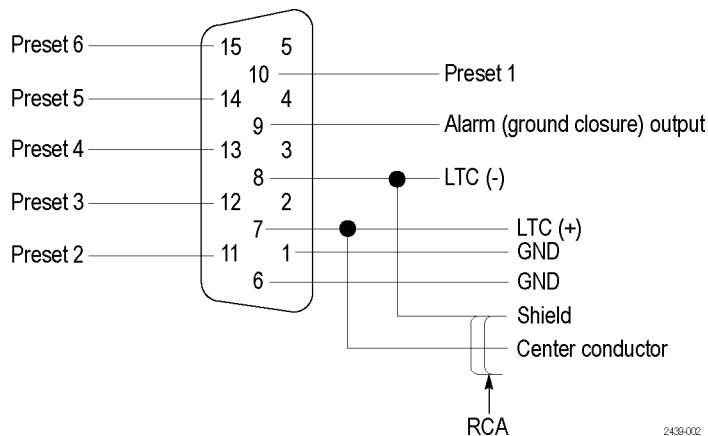 Preset 6 15 5
10 Preset 1
Preset 5 14 4
9 Alarm (ground closure) output
Preset 4 13 3
8 LTC (-)
Preset 3 12 2
7 LTC (+)
Preset 2 11 1 GND
6 GND
Shield
Center conductor
RCA
2439-002